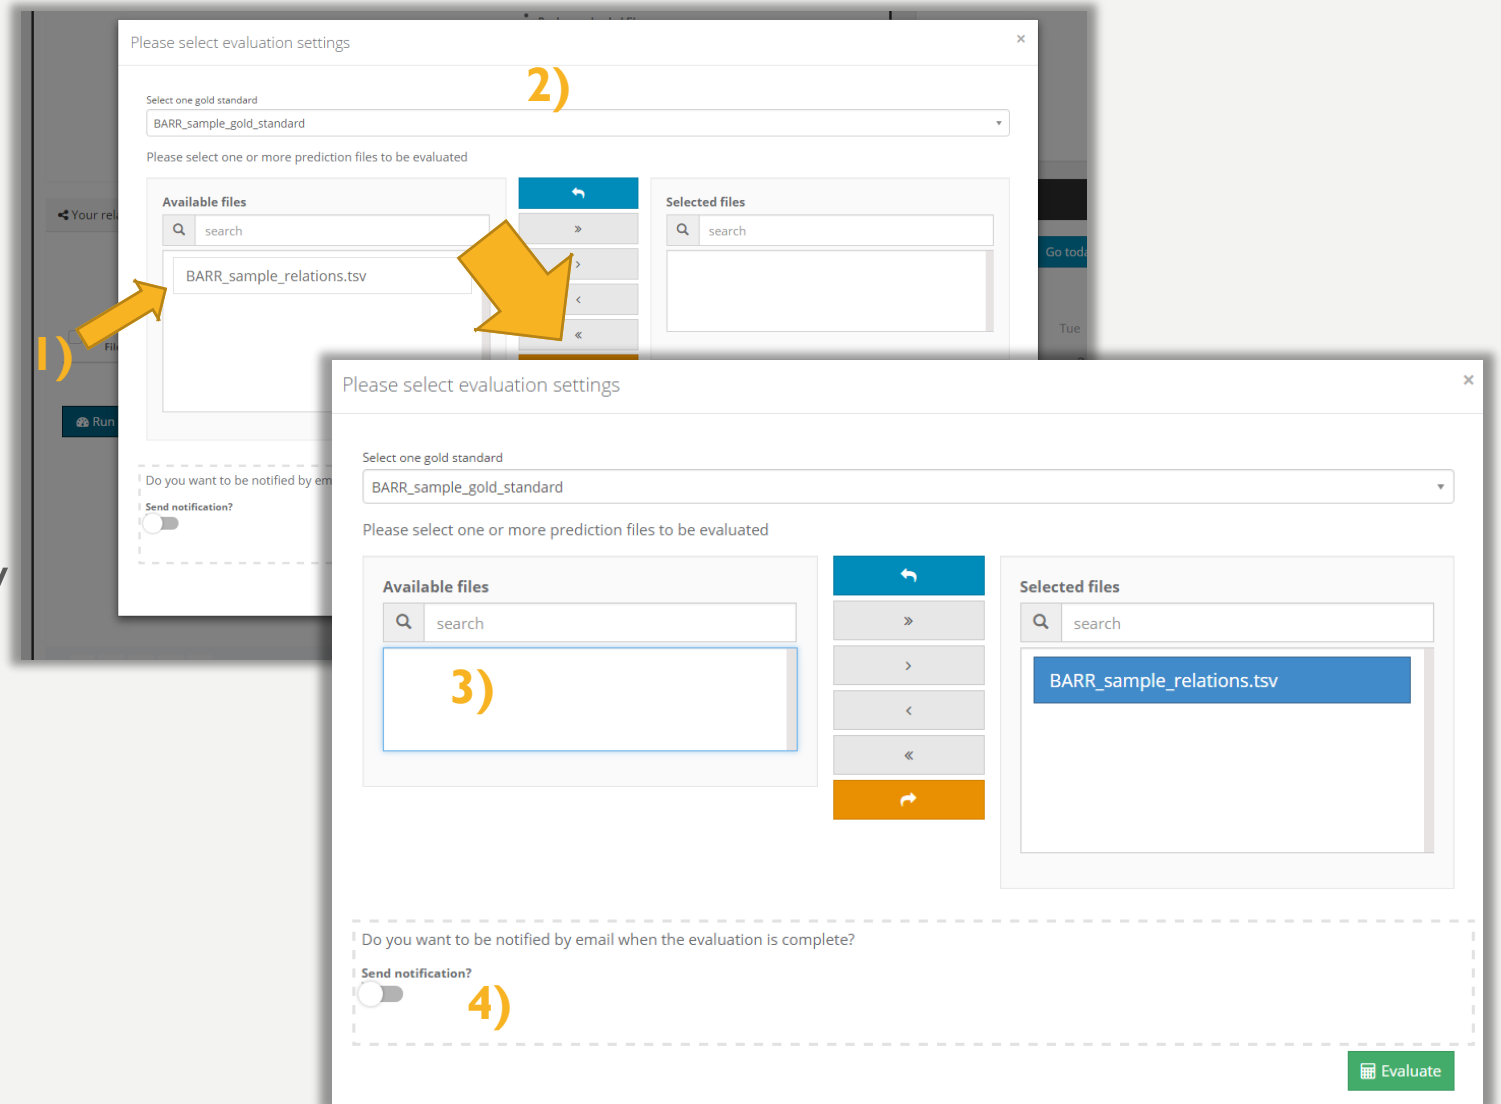 Please select evaluation settings
×
2)
Select one gold standard
BARR_sample_gold_standard
Please select one or more prediction files to be evaluated
Available files
Selected files
search
search
BARR_sample_relations.tsv
Your rel
Go toda
Tue
1)
Run
Do you want to be notified by em
Send notification?
Please select evaluation settings
×
Select one gold standard
BARR_sample_gold_standard
Please select one or more prediction files to be evaluated
Available files
Selected files
search
search
3)
BARR_sample_relations.tsv
Do you want to be notified by email when the evaluation is complete?
Send notification?
4)
Evaluate